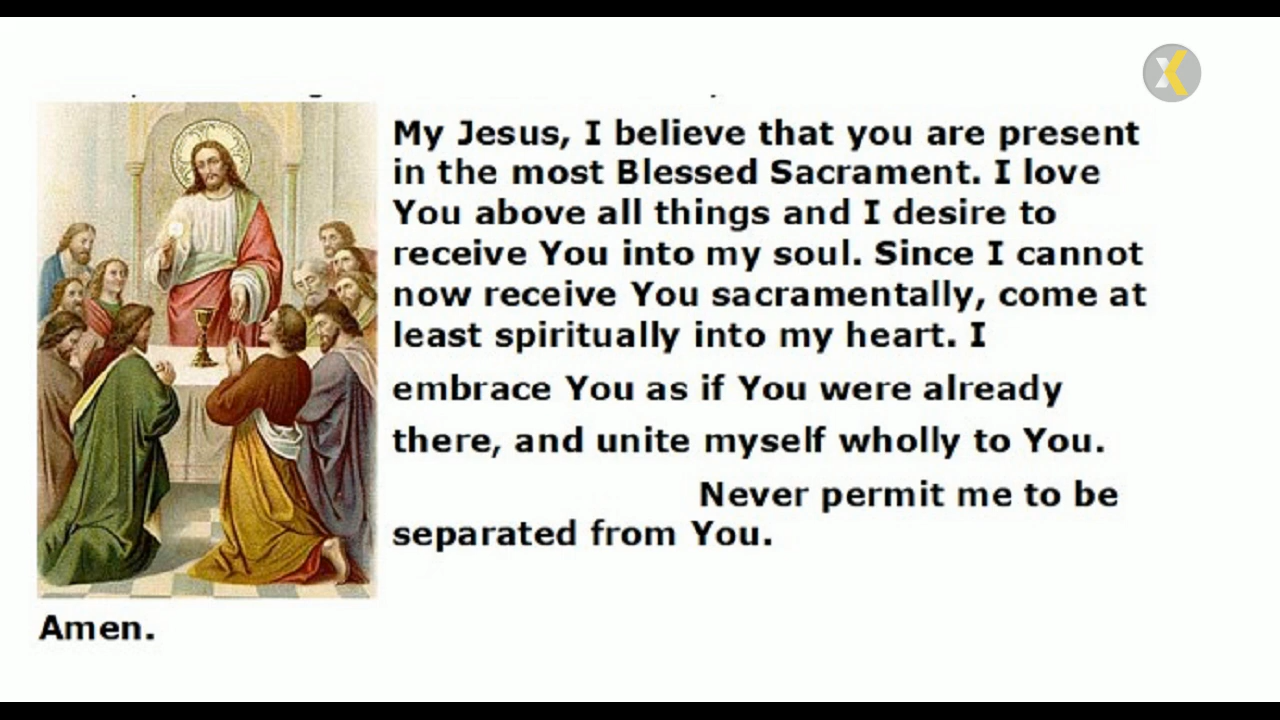 My Jesus, I believe that you are present
in the most Blessed Sacrament. I love
You above all things and I desire to
receive You into my soul. Since I cannot
now receive You sacramentally, come at
least spiritually into my heart. I
embrace You as if You were already
there, and unite myself wholly to You.
Never permit me to be
separated from You.
Amen.